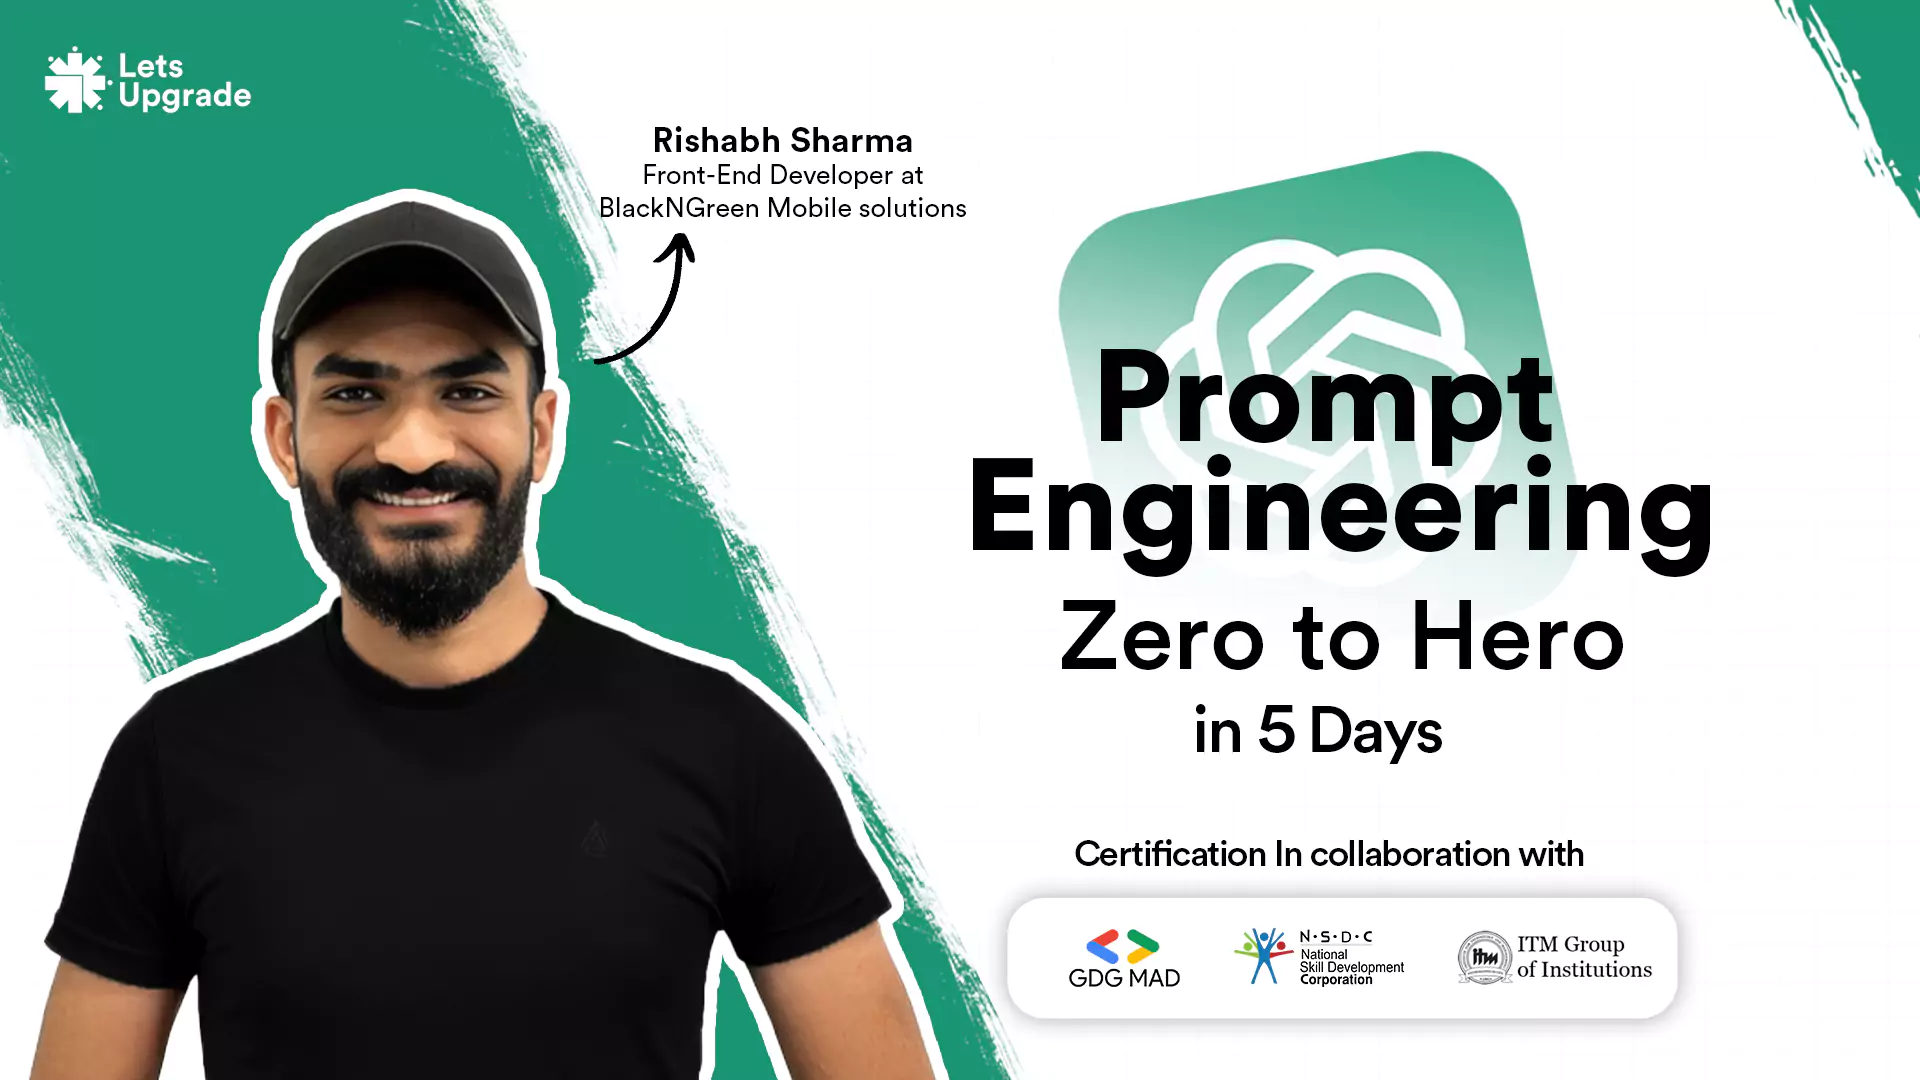 Lets
Upgrade
Rishabh Sharma
Front-End Developer at
BlackNGreen Mobile solutions
Prompt
Engineering
Zero to Hero
in 5 Days
Certification In collaboration with
GDG MAD
N·S·D·C
National
Skill Development
Corporation
itm
ITM Group
of Institutions